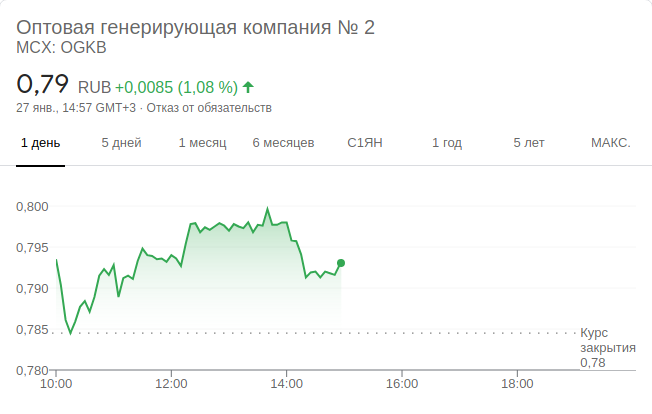 Оптовая генерирующая компания № 2
MCX: OGKB
0,79 RUB +0,0085 (1,08 %)
27 янв., 14:57 GMT+3 · Отказ от обязательств
1 день 5 дней 1 месяц 6 месяцев С1ЯН 1 год 5 лет МАКС.
0,800
0,795
0,790
0,785
Курс
закрытия
0,78
0,780
10:00 12:00 14:00 16:00 18:00